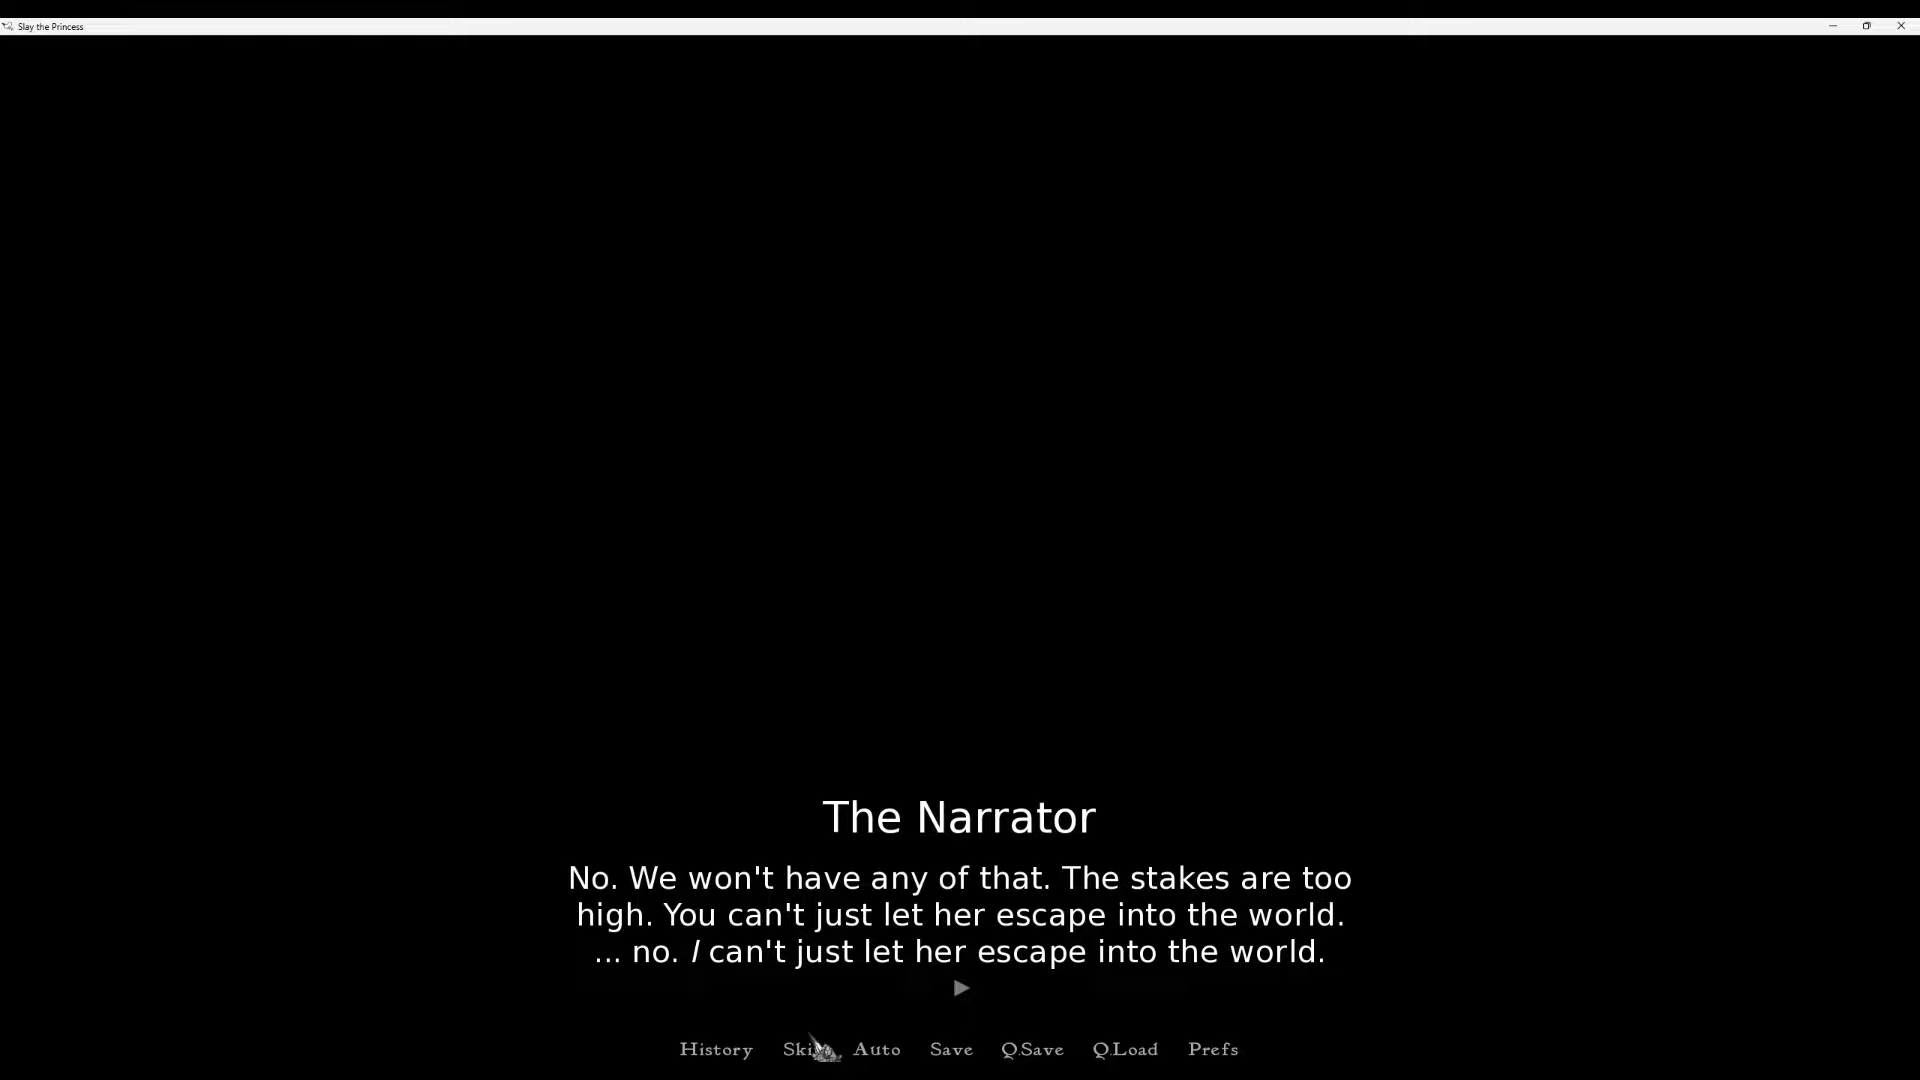 Slay the Princess
The Narrator
No. We won't have any of that. The stakes are too
high. You can't just let her escape into the world.
... no. I can't just let her escape into the world.
History Skip Auto Save Q.Save Q.Load Prefs